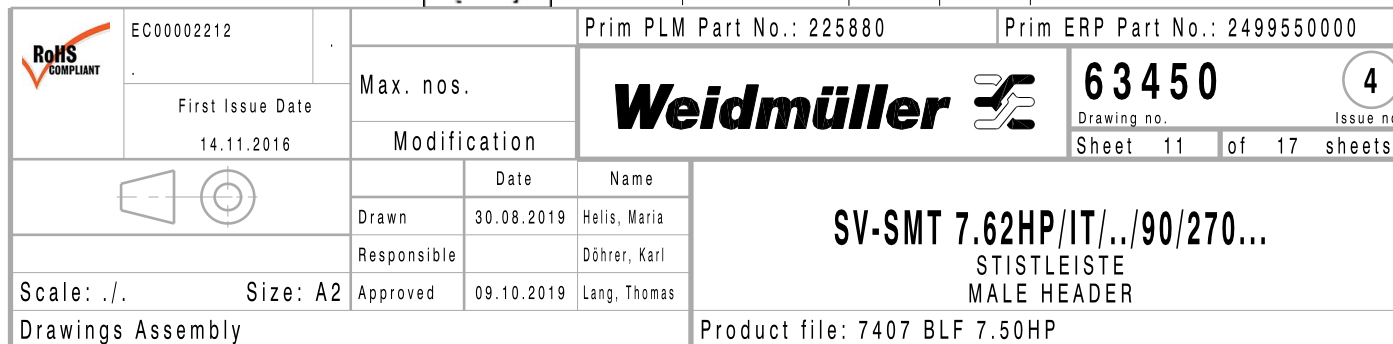 RoHS
COMPLIANT
EC00002212
.
.
First Issue Date
14.11.2016
Max. nos.
Modification
Prim PLM Part No.: 225880
Prim ERP Part No.: 2499550000
Weidmüller
63450
Drawing no.
4
Issue no
Sheet 11 of 17 sheets
Date Name
Drawn 30.08.2019 Helis, Maria
Responsible Döhrer, Karl
Approved 09.10.2019 Lang, Thomas
Scale: ./. Size: A2
Drawings Assembly
SV-SMT 7.62HP/IT/../90/270...
STISTLEISTE
MALE HEADER
Product file: 7407 BLF 7.50HP